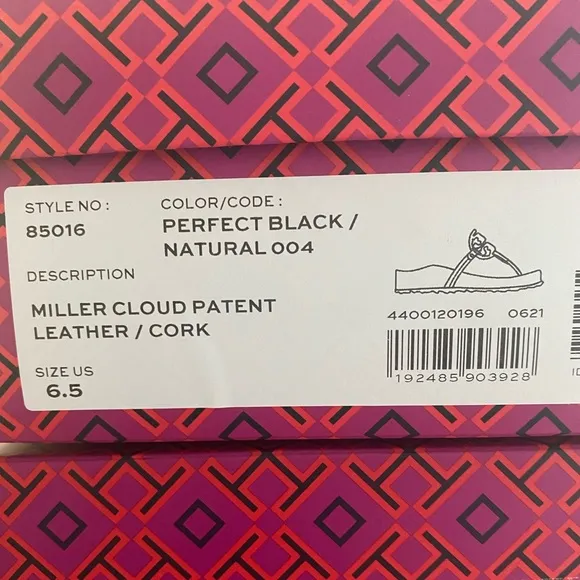 STYLE NO :
85016
COLOR/CODE :
PERFECT BLACK /
NATURAL 004
DESCRIPTION
MILLER CLOUD PATENT
LEATHER / CORK
SIZE US
6.5
4400120196 0621
192485 903928